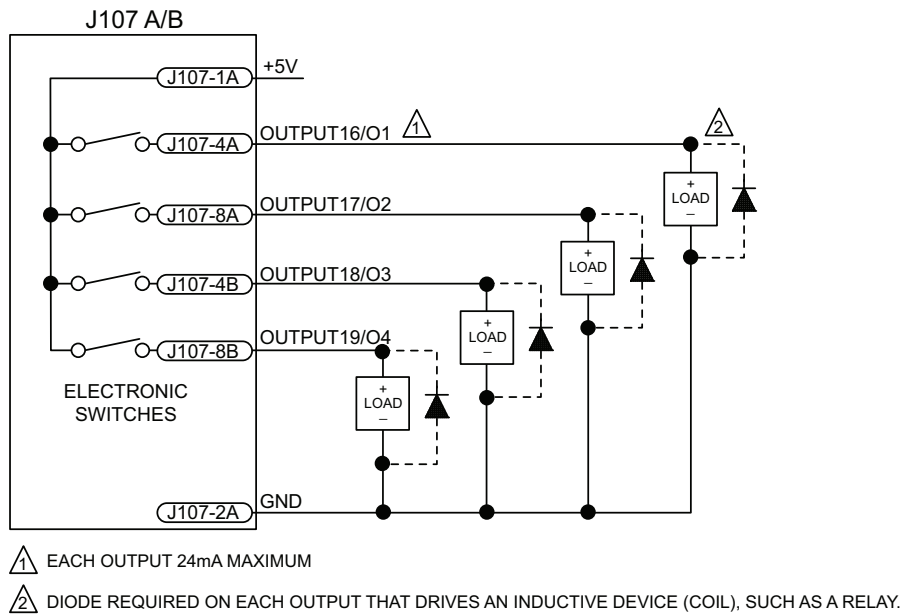 J107 A/B
J107-1A
+5V
J107-4A
OUTPUT16/O1
1
2
+
LOAD
–
J107-8A
OUTPUT17/O2
+
LOAD
–
J107-4B
OUTPUT18/O3
+
LOAD
–
J107-8B
OUTPUT19/O4
+
LOAD
–
ELECTRONIC
SWITCHES
J107-2A
GND
1 EACH OUTPUT 24mA MAXIMUM
2 DIODE REQUIRED ON EACH OUTPUT THAT DRIVES AN INDUCTIVE DEVICE (COIL), SUCH AS A RELAY.